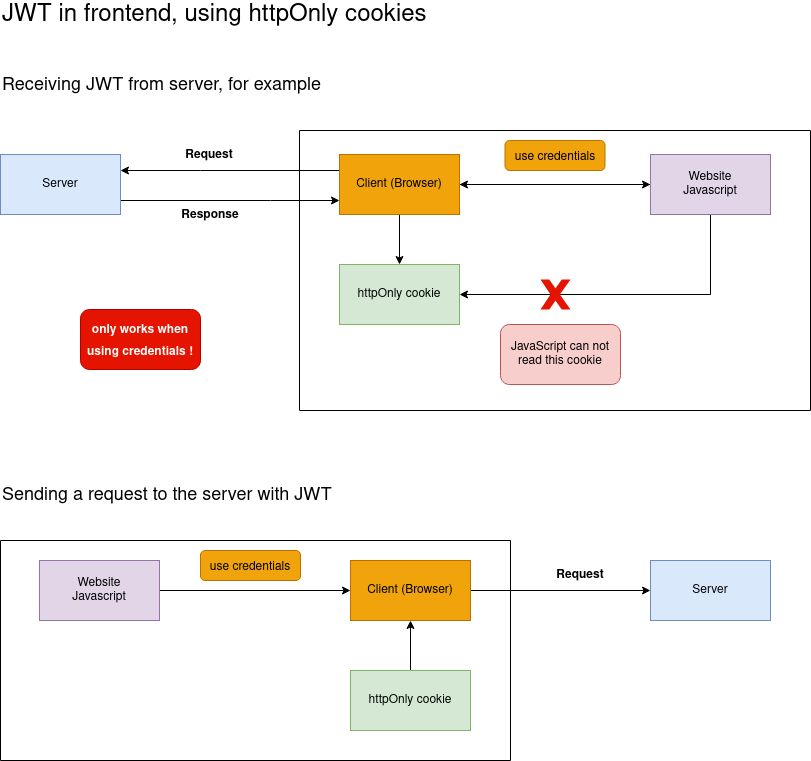 JWT in frontend, using httpOnly cookies
Receiving JWT from server, for example
Request
use credentials
Server
Client (Browser)
Website
Javascript
Response
httpOnly cookie
X
only works when
using credentials !
JavaScript can not
read this cookie
Sending a request to the server with JWT
use credentials
Request
Website
Javascript
Client (Browser)
Server
httpOnly cookie